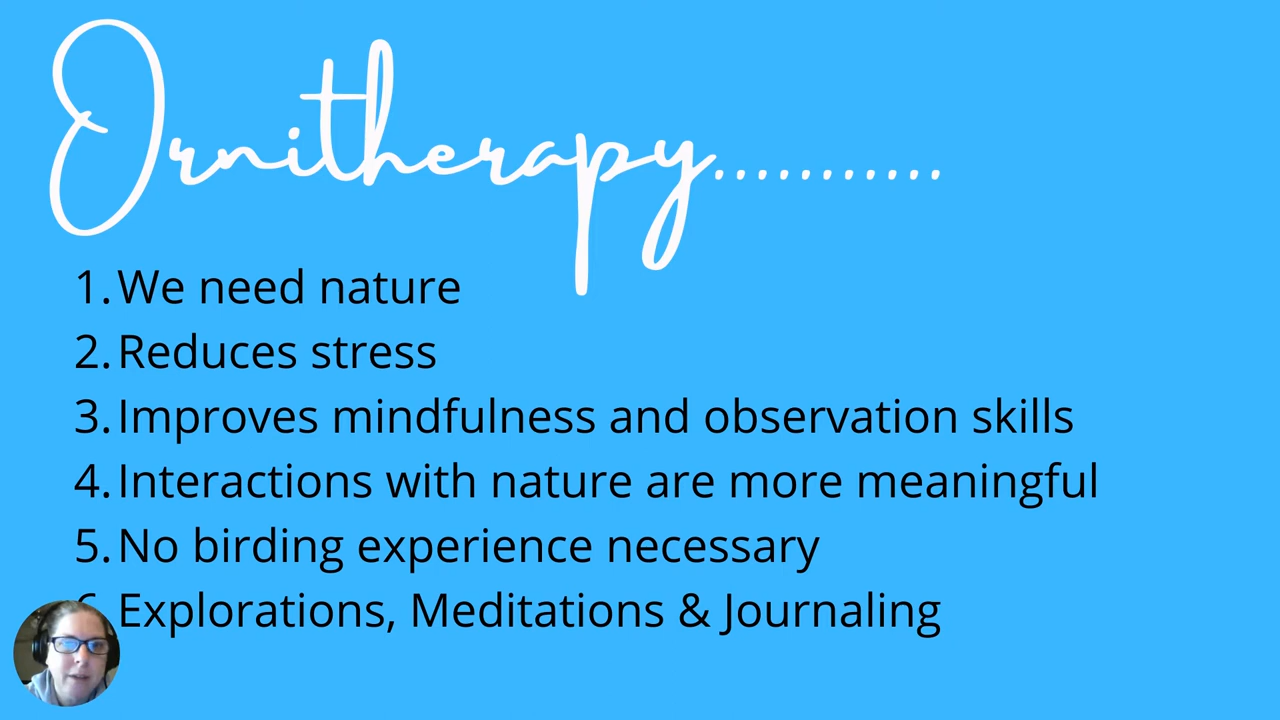 Ornitherapy...........
1. We need nature
2. Reduces stress
3. Improves mindfulness and observation skills
4. Interactions with nature are more meaningful
5. No birding experience necessary
6. Explorations, Meditations & Journaling